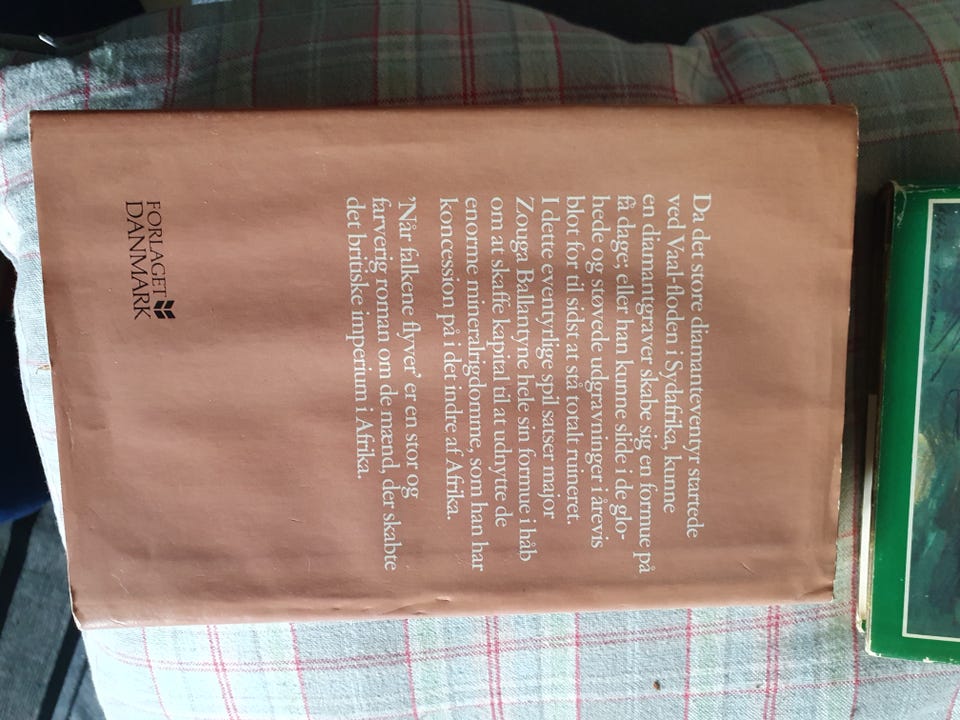 Da det store diamanteventyr startede
ved Vaal-floden i Sydafrika, kunne
en diamantgraver skabe sig en formue på
få dage, eller han kunne slide i de glo-
hede og støvede udgravninger i årevis
blot for til sidst at stå totalt ruineret.
I dette eventyrlige spil satser major
Zouga Ballantyne hele sin formue i håb
om at skaffe kapital til at udnytte de
enorme mineralrigdomme, som han har
koncession på i det indre af Afrika.
’Når falkene flyver’ er en stor og
farverig roman om de mænd, der skabte
det britiske imperium i Afrika.
FORLAGET
DANMARK